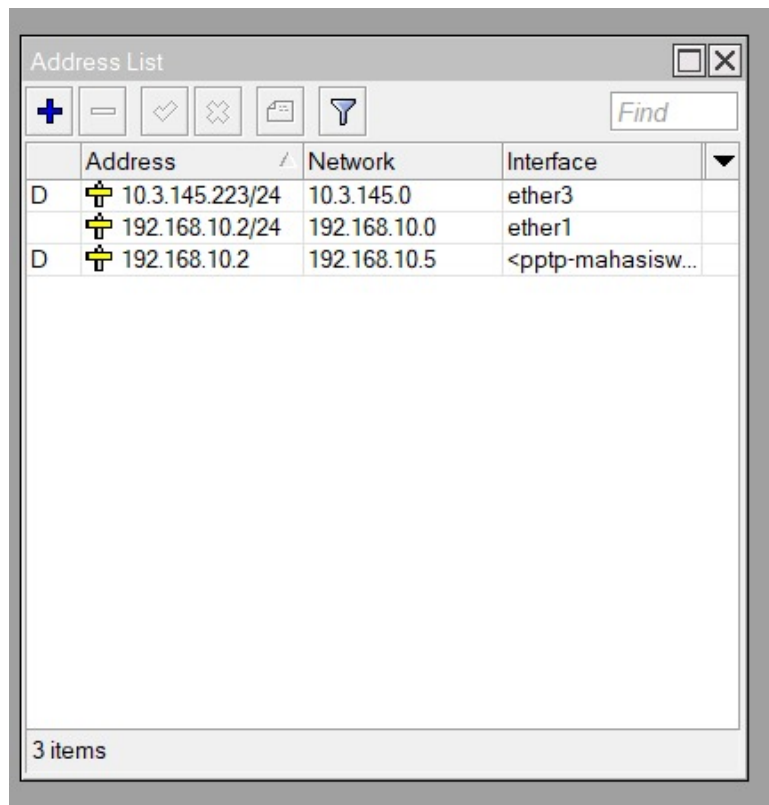 Address List
Find
Address Network Interface
D 10.3.145.223/24 10.3.145.0 ether3
192.168.10.2/24 192.168.10.0 ether1
D 192.168.10.2 192.168.10.5 <pptp-mahasisw...
3 items